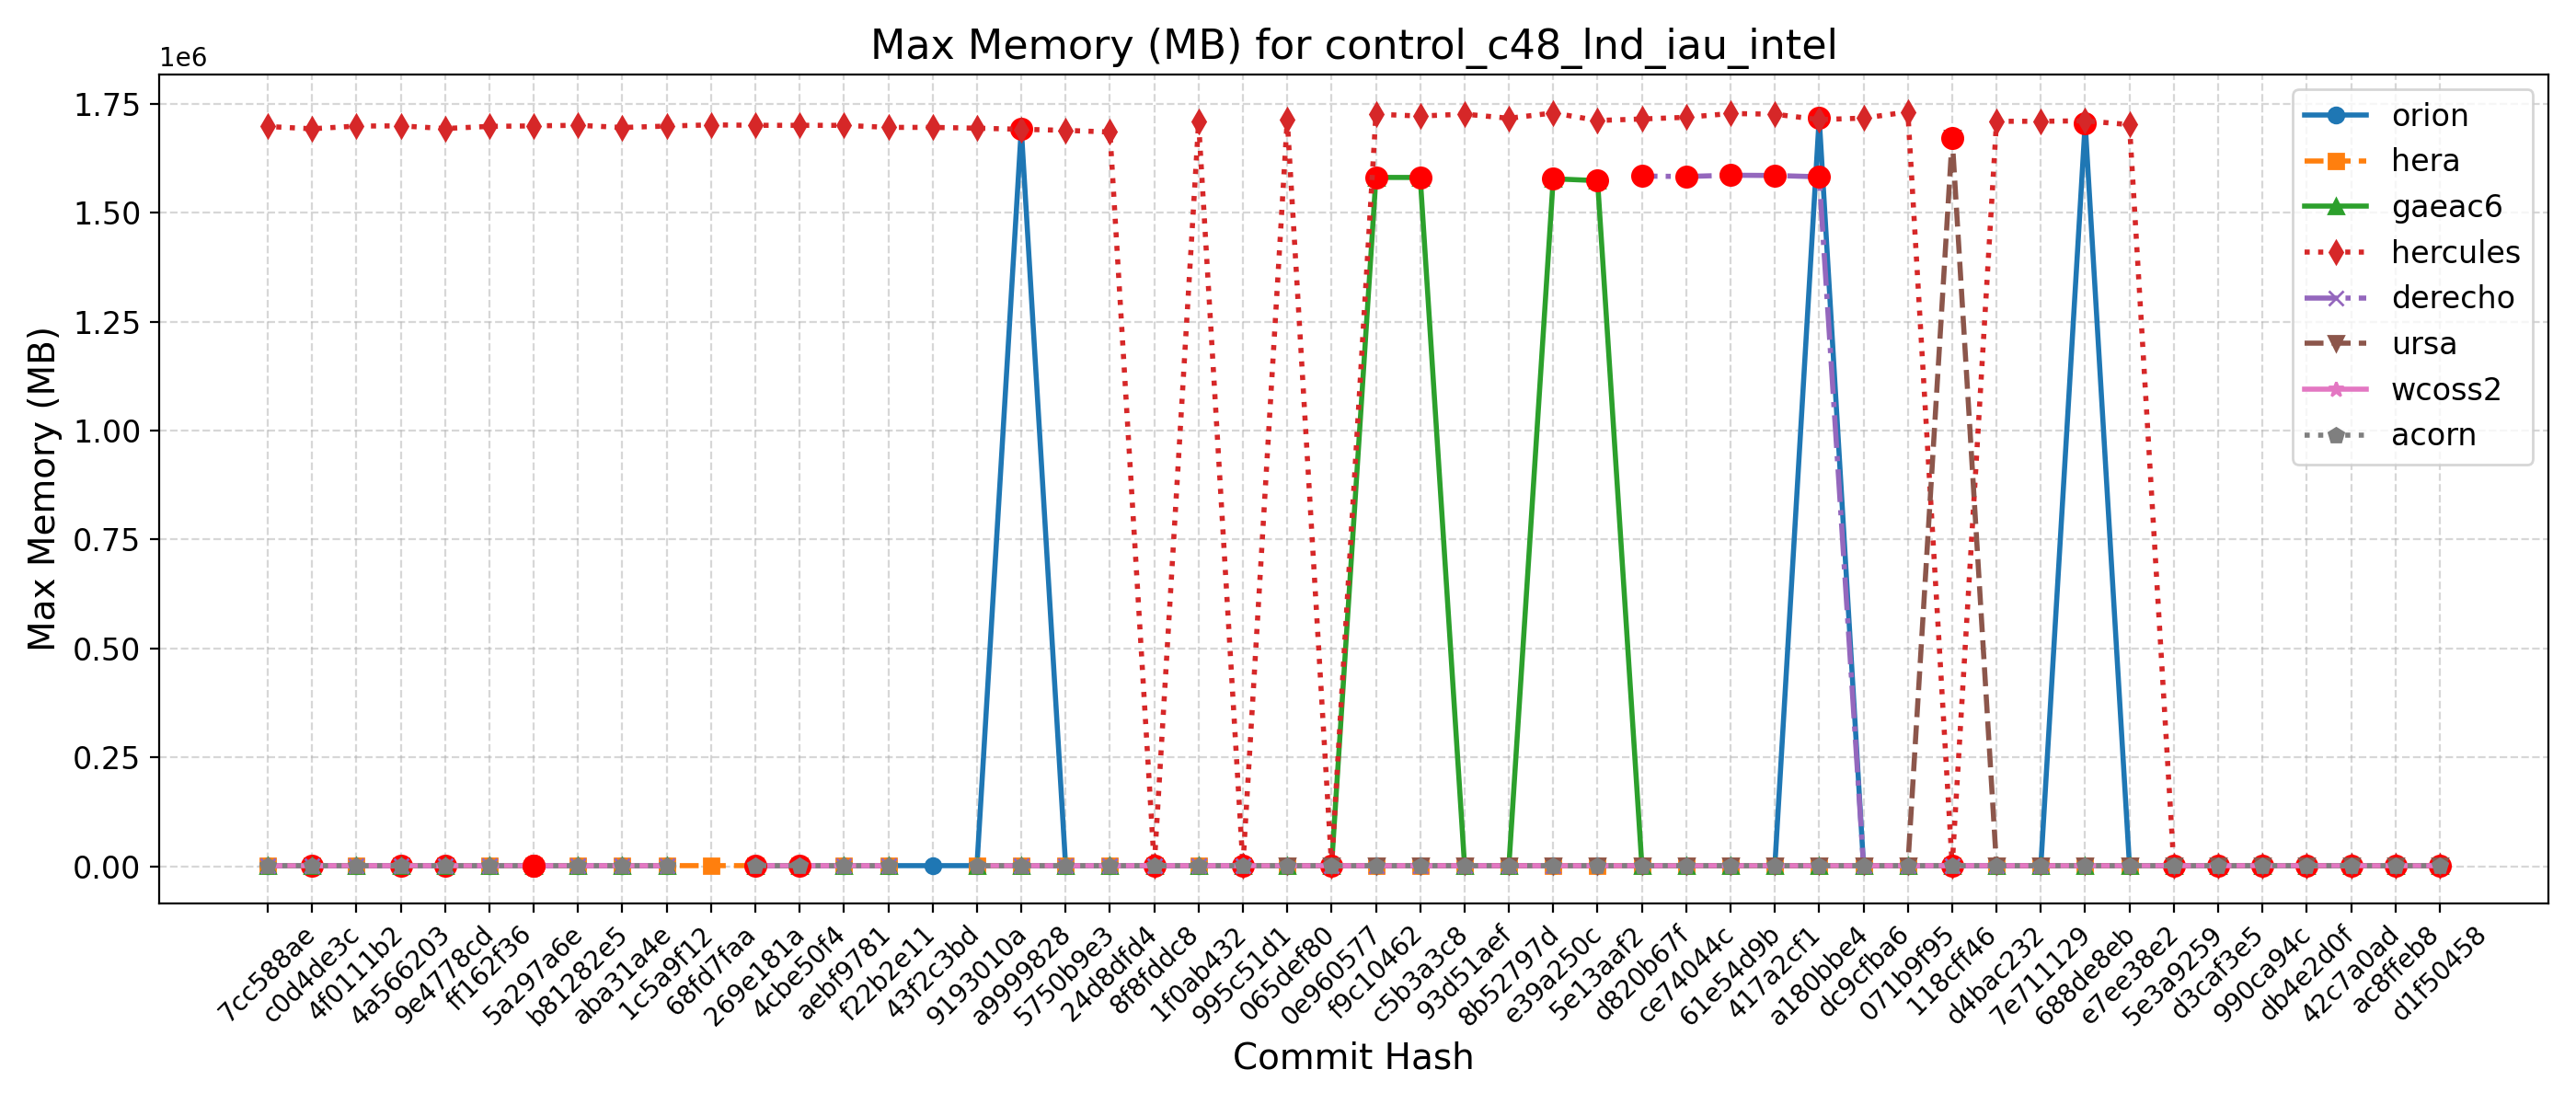 Max Memory (MB) for control_c48_lnd_iau_intel
1e6
1.75
1.50
1.25
1.00
0.75
0.50
0.25
0.00
Max Memory (MB)
orion
hera
gaeac6
hercules
derecho
ursa
wcoss2
acorn
7cc588ae
c0d4de3c
4f0111b2
4a566203
9e4778cd
ff162f36
5a297a6e
b81282e5
aba31a4e
1c5a9f12
68fd7faa
269e181a
4cbe50f4
aebf9781
f22b2e11
43f2c3bd
9193010a
a9999828
5750b9e3
24d8dfd4
8f8fddc8
1f0ab432
995c51d1
065def80
0e960577
f9c10462
c5b3a3c8
93d51aef
8b52797d
e39a250c
5e13aaf2
d820b67f
ce74044c
61e54d9b
417a2cf1
a180bbe4
dc9cfba6
071b9f95
118cff46
d4bac232
7e711129
688de8eb
e7ee38e2
5e3a9259
d3caf3e5
990ca94c
db4e2d0f
42c7a0ad
ac8ffeb8
d1f50458
Commit Hash